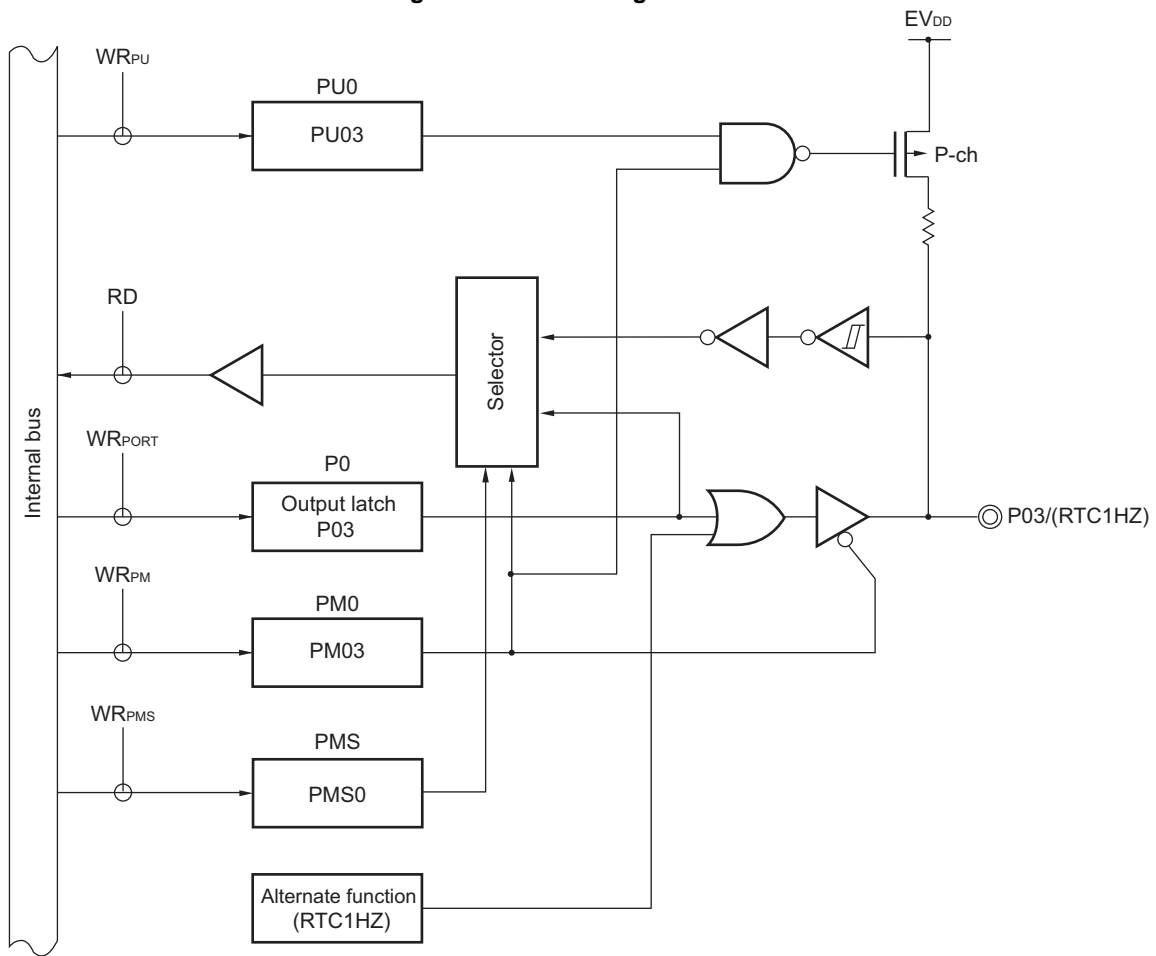 EVDD
WRPU
PU0
PU03
P-ch
RD
Selector
Internal bus
WRPORT
P0
Output latch
P03
P03/(RTC1HZ)
WRPM
PM0
PM03
WRPMS
PMS
PMS0
Alternate function
(RTC1HZ)